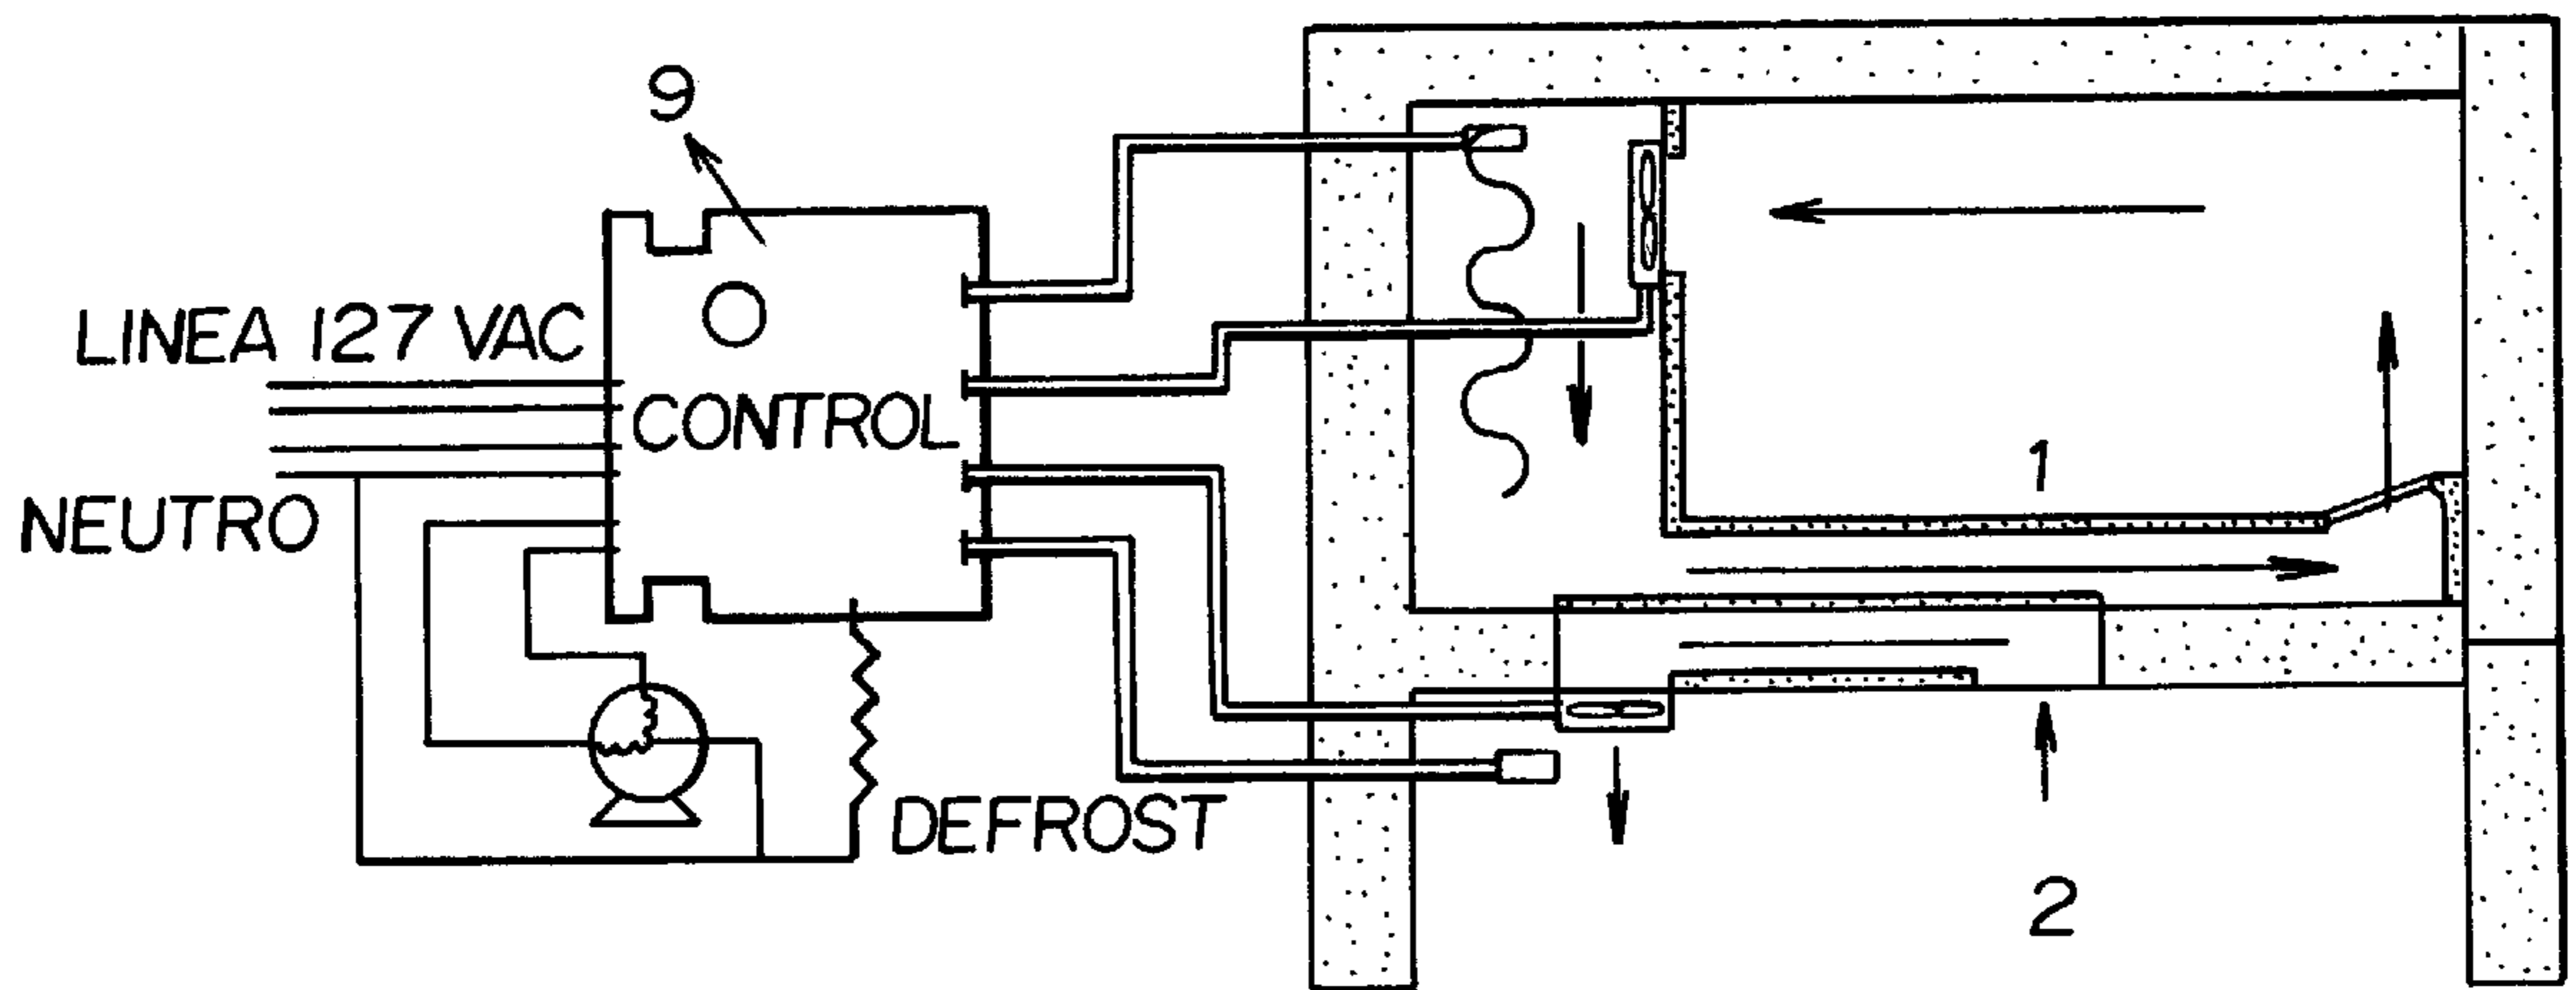 9
LINEA 127 VAC
CONTROL
NEUTRO
DEFROST
1
2